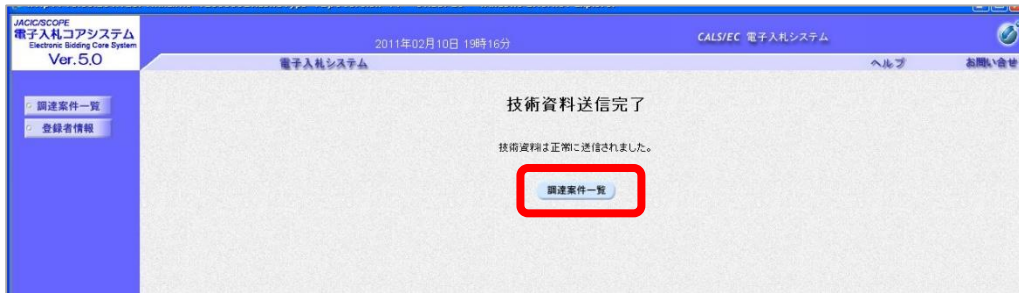 JACIC/SCOPE
電子入札コアシステム
Electronic Bidding Core System
Ver.5.0
2011年02月10日 19時16分
CALS/EC 電子入札システム
電子入札システム
ヘルプ
お問い合せ
調達案件一覧
登録者情報
技術資料送信完了
技術資料は正常に送信されました。
調達案件一覧